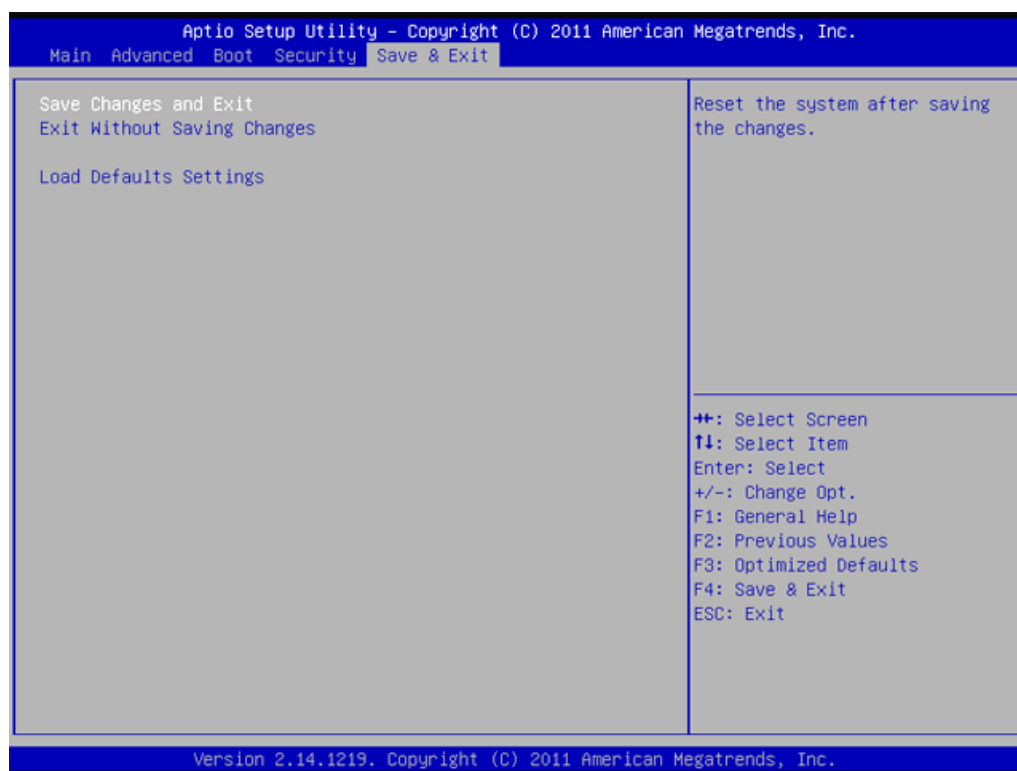 Aptio Setup Utility – Copyright (C) 2011 American Megatrends, Inc.
Main Advanced Boot Security Save & Exit
Save Changes and Exit
Exit Without Saving Changes
Load Defaults Settings
Reset the system after saving
the changes.
→←: Select Screen
↑↓: Select Item
Enter: Select
+/-: Change Opt.
F1: General Help
F2: Previous Values
F3: Optimized Defaults
F4: Save & Exit
ESC: Exit
Version 2.14.1219. Copyright (C) 2011 American Megatrends, Inc.